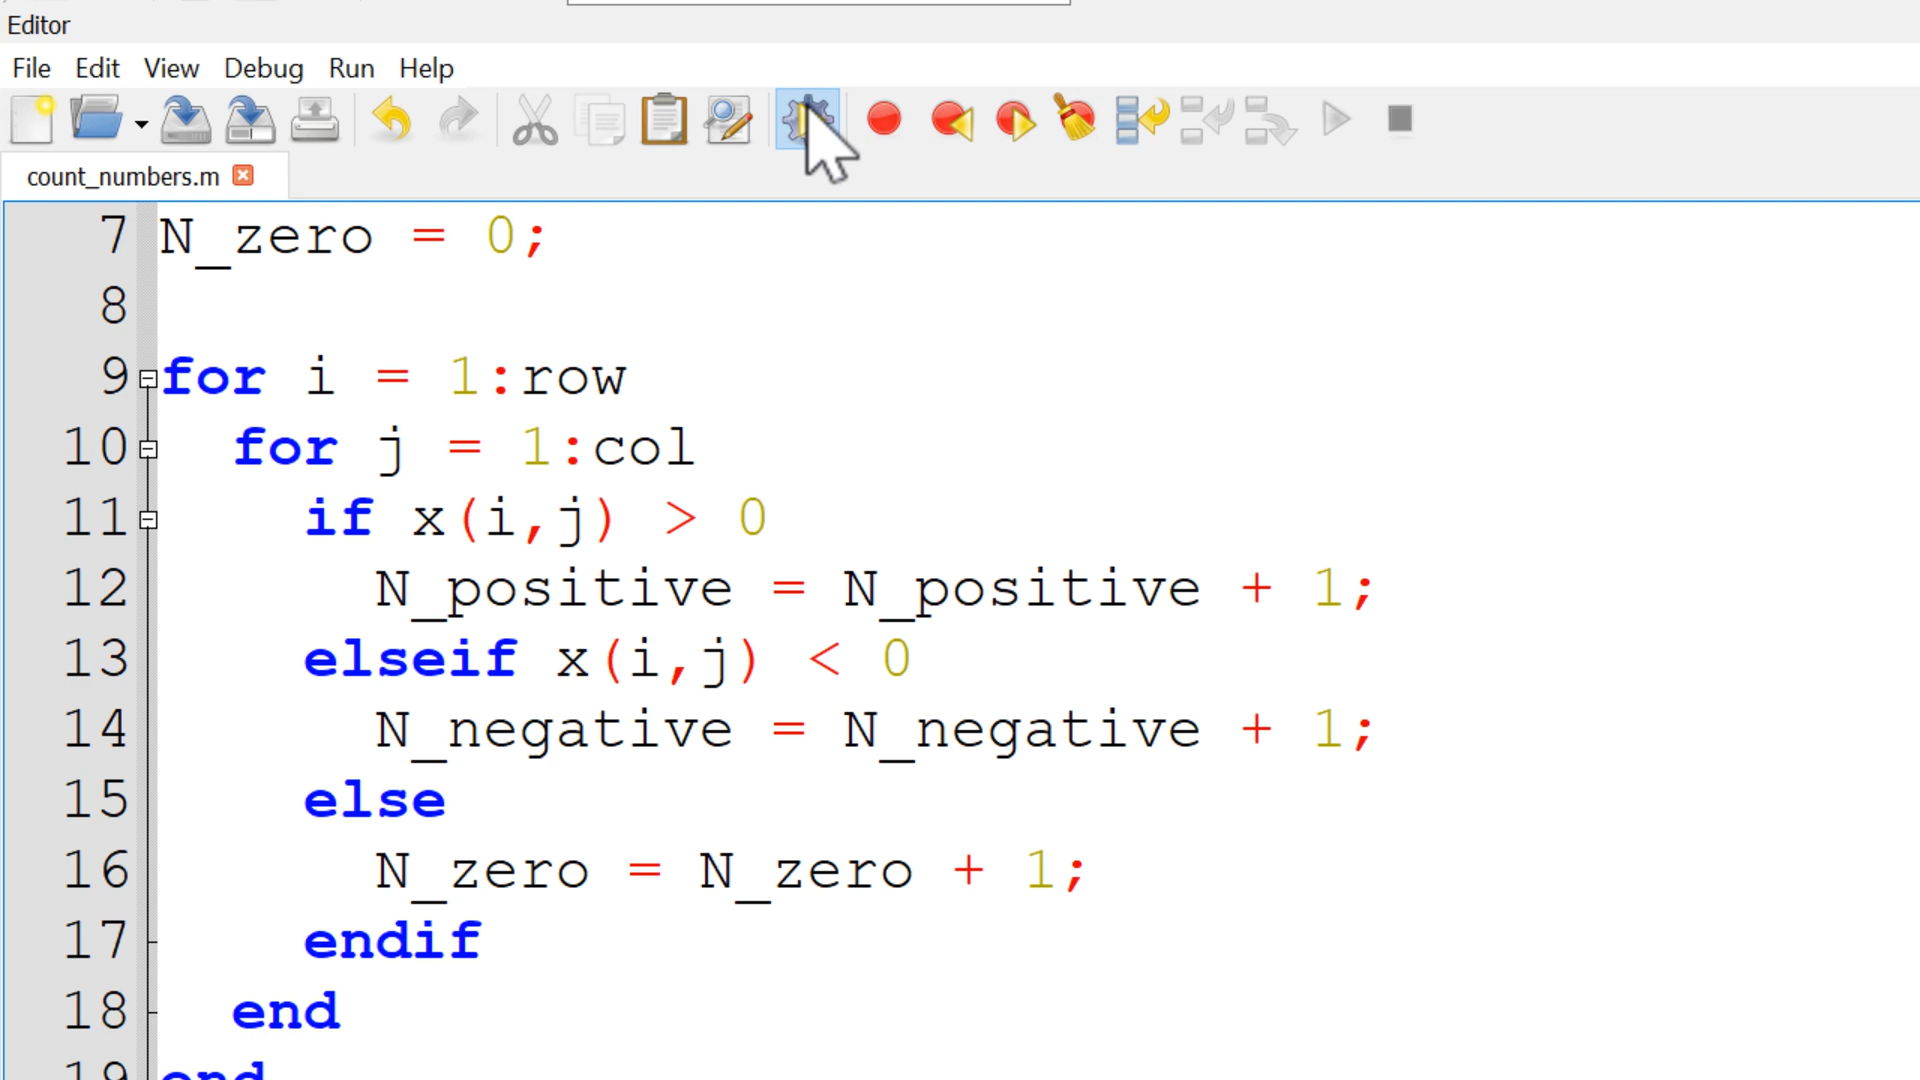 Editor
File Edit View Debug Run Help
count_numbers.m
7 N_zero = 0;
8
9 for i = 1:row
10 for j = 1:col
11 if x(i,j) > 0
12 N_positive = N_positive + 1;
13 elseif x(i,j) < 0
14 N_negative = N_negative + 1;
15 else
16 N_zero = N_zero + 1;
17 endif
18 end
19 end